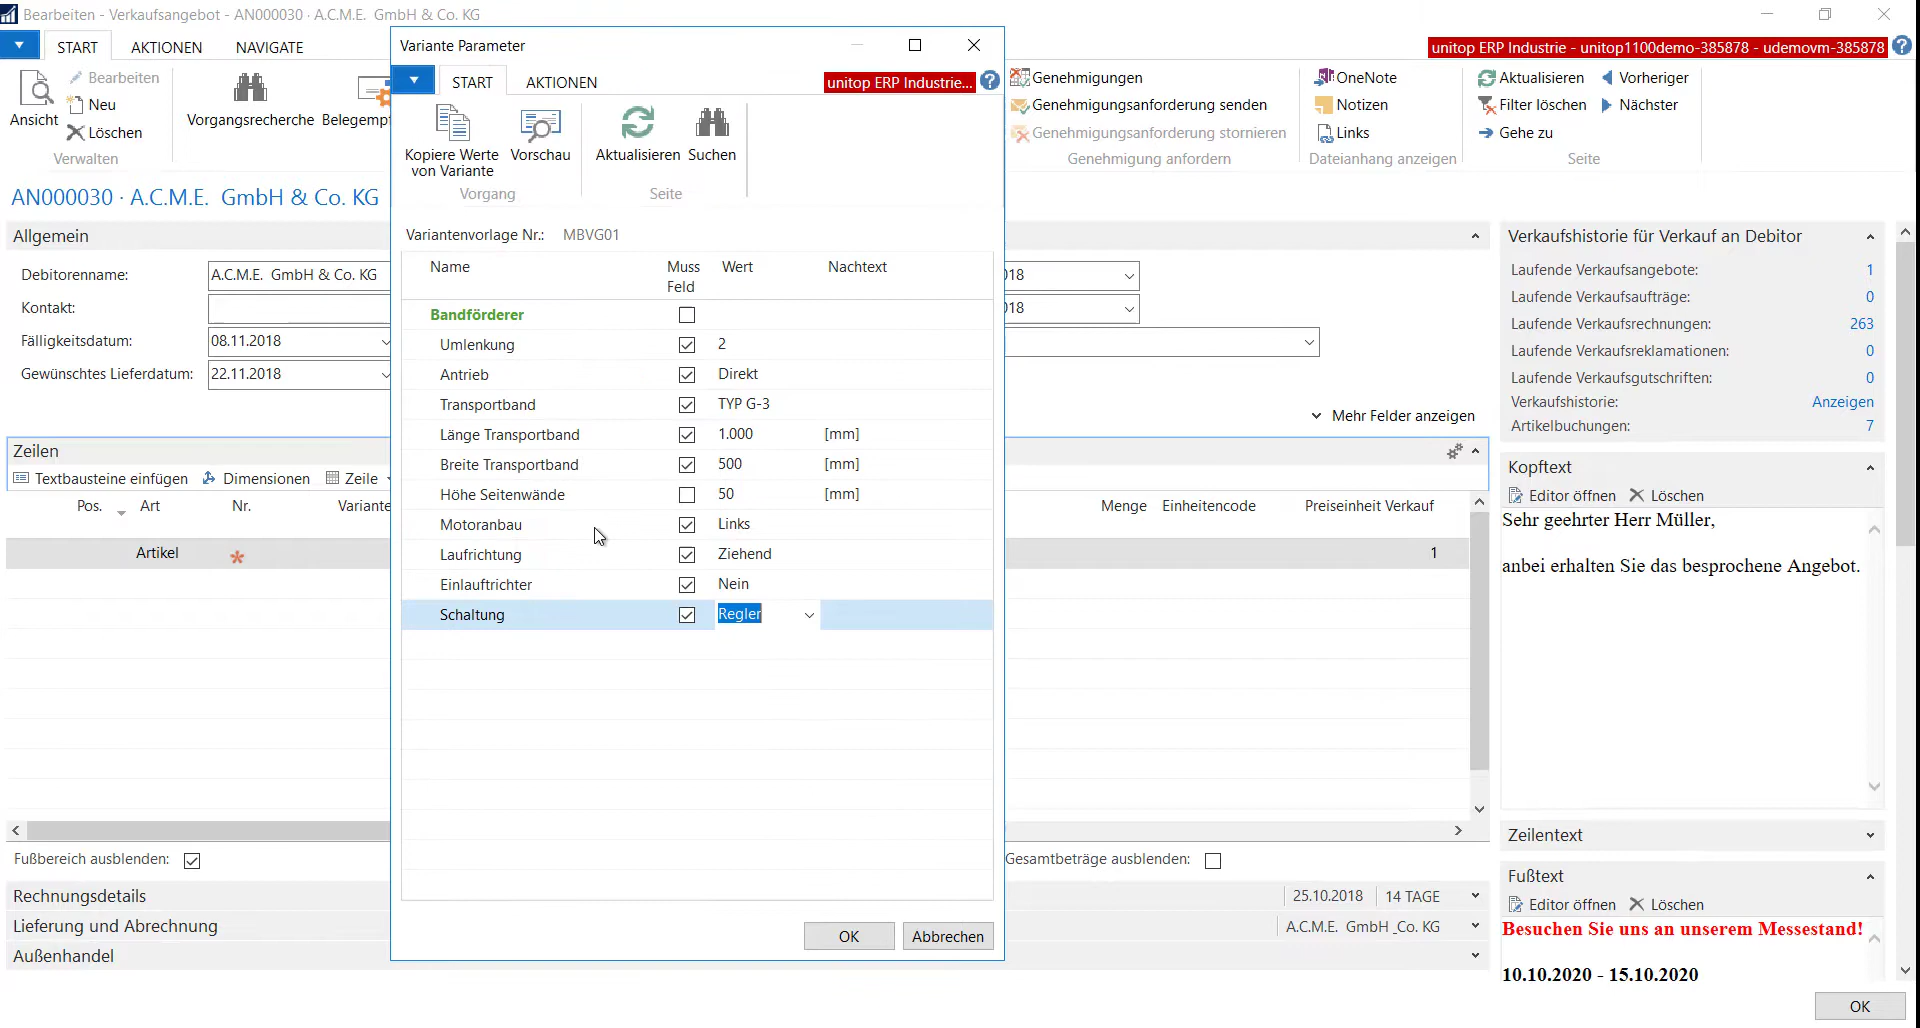 Bearbeiten - Verkaufsangebot - AN000030 · A.C.M.E. GmbH & Co. KG
START AKTIONEN NAVIGATE
unitop ERP Industrie - unitop1100demo-385878 - udemovm-385878
Ansicht
Bearbeiten
Neu
Löschen
Verwalten
Vorgangsrecherche
Genehmigungen
Genehmigungsanforderung senden
Genehmigungsanforderung stornieren
Genehmigung anfordern
OneNote
Notizen
Links
Dateianhang anzeigen
Aktualisieren
Filter löschen
Gehe zu
Vorheriger
Nächster
Seite
AN000030 · A.C.M.E. GmbH & Co. KG
Allgemein
Debitorenname: A.C.M.E. GmbH & Co. KG
Kontakt:
Fälligkeitsdatum: 08.11.2018
Gewünschtes Lieferdatum: 22.11.2018
Mehr Felder anzeigen
Zeilen
Textbausteine einfügen Dimensionen Zeile
Pos. Art Nr. Variante Menge Einheitencode Preiseinheit Verkauf
Artikel 1
Fußbereich ausblenden:
Gesamtbeträge ausblenden:
Rechnungsdetails 25.10.2018 14 TAGE
Lieferung und Abrechnung A.C.M.E. GmbH _Co. KG
Außenhandel
Variante Parameter
START AKTIONEN
unitop ERP Industrie...
Kopiere Werte von Variante
Vorschau
Vorgang
Aktualisieren
Suchen
Seite
Variantenvorlage Nr.: MBVG01
Name Muss Feld Wert Nachtext
Bandförderer
Umlenkung 2
Antrieb Direkt
Transportband TYP G-3
Länge Transportband 1.000 [mm]
Breite Transportband 500 [mm]
Höhe Seitenwände 50 [mm]
Motoranbau Links
Laufrichtung Ziehend
Einlauftrichter Nein
Schaltung Regler
OK Abbrechen
Verkaufshistorie für Verkauf an Debitor
Laufende Verkaufsangebote: 1
Laufende Verkaufsaufträge: 0
Laufende Verkaufsrechnungen: 263
Laufende Verkaufsreklamationen: 0
Laufende Verkaufsgutschriften: 0
Verkaufshistorie: Anzeigen
Artikelbuchungen: 7
Kopftext
Editor öffnen Löschen
Sehr geehrter Herr Müller,
anbei erhalten Sie das besprochene Angebot.
Zeilentext
Fußtext
Editor öffnen Löschen
Besuchen Sie uns an unserem Messestand!
10.10.2020 - 15.10.2020
OK